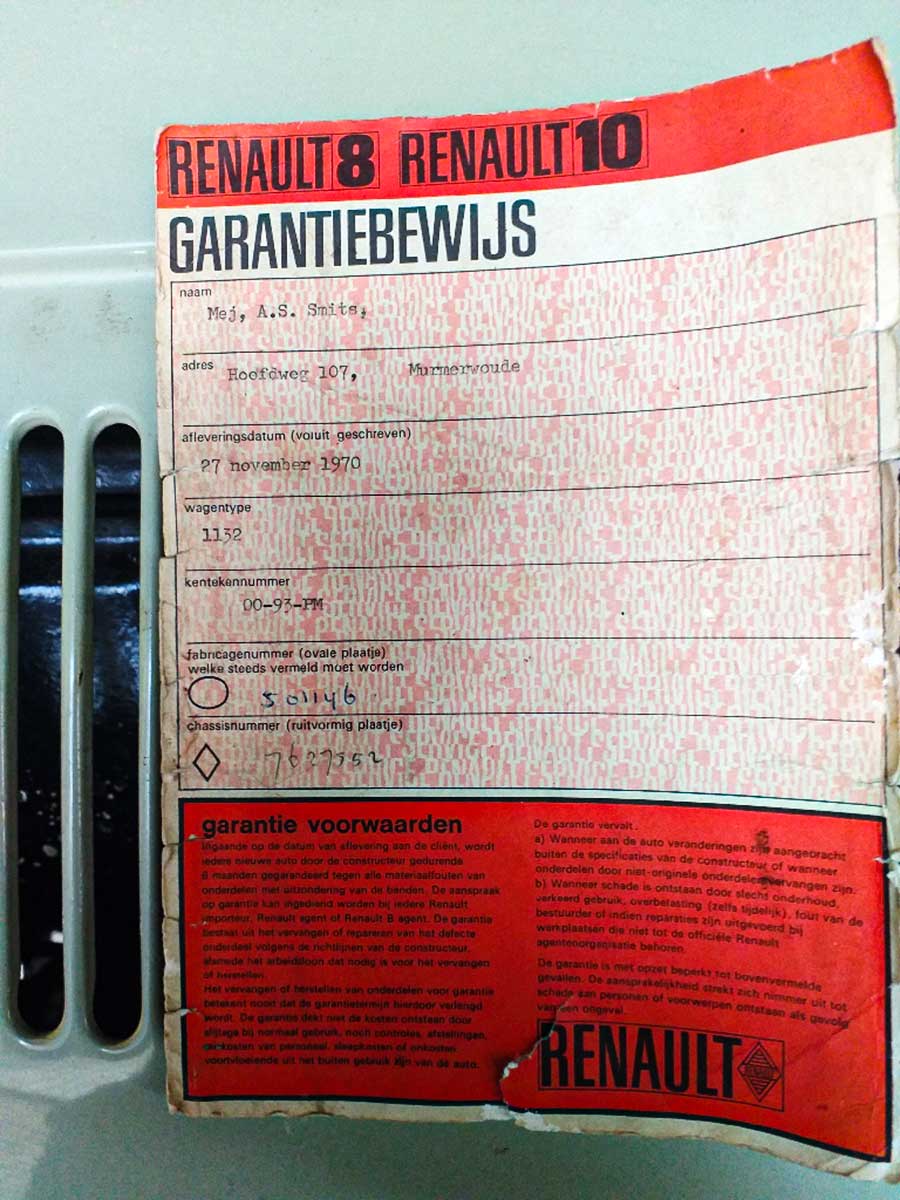 RENAULT 8 RENAULT 10
GARANTIEBEWIJS
naam
Mej, A.S. Smits,
adres Hoofdweg 107, Murmerwoude
afleveringsdatum (voluit geschreven)
27 november 1970
wagentype
1132
kentekennummer
00-93-PM
fabricagenummer (ovale plaatje)
welke steeds vermeld moet worden
501146
chassisnummer (ruitvormig plaatje)
7627552
garantie voorwaarden
Ingaande op de datum van aflevering aan de cliënt, wordt
iedere nieuwe auto door de constructeur gedurende
6 maanden gegarandeerd tegen alle materiaalfouten van
onderdelen met uitzondering van de banden. De aanspraak
op garantie kan ingediend worden bij iedere Renault
importeur, Renault agent of Renault B agent. De garantie
bestaat uit het vervangen of repareren van het defecte
onderdeel volgens de richtlijnen van de constructeur,
alsmede het arbeidsloon dat nodig is voor het vervangen
of herstellen.
Het vervangen of herstellen van onderdelen voor garantie
betekent nooit dat de garantietermijn hierdoor verlengd
wordt. De garantie dekt niet de kosten ontstaan door
slijtage bij normaal gebruik, noch controles, afstellingen,
kosten van personeel, sleepkosten of onkosten
voortvloeiende uit het buiten gebruik zijn van de auto.
De garantie vervalt.
a) Wanneer aan de auto veranderingen zijn aangebracht
buiten de specificaties van de constructeur of wanneer
onderdelen door niet-originele onderdelen vervangen zijn.
b) Wanneer schade is ontstaan door slecht onderhoud,
verkeerd gebruik, overbelasting (zelfs tijdelijk), fout van de
bestuurder of indien reparaties zijn uitgevoerd bij
werkplaatsen die niet tot de officiële Renault
agentenorganisatie behoren.
De garantie is met opzet beperkt tot bovenvermelde
gevallen. De aansprakelijkheid strekt zich nimmer uit tot
schade aan personen of voorwerpen ontstaan als gevolg
van een ongeval.
RENAULT
RENAULT